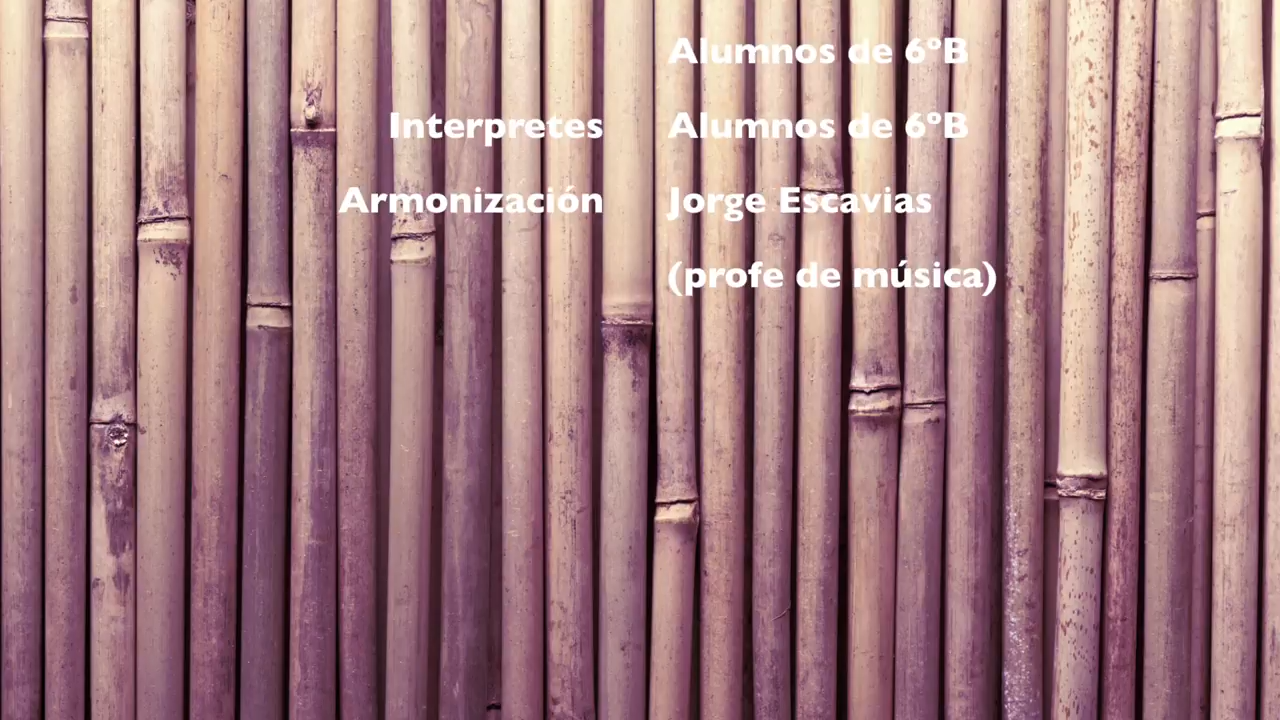 Alumnos de 6ºB
Interpretes Alumnos de 6ºB
Armonización Jorge Escavias
(profe de música)